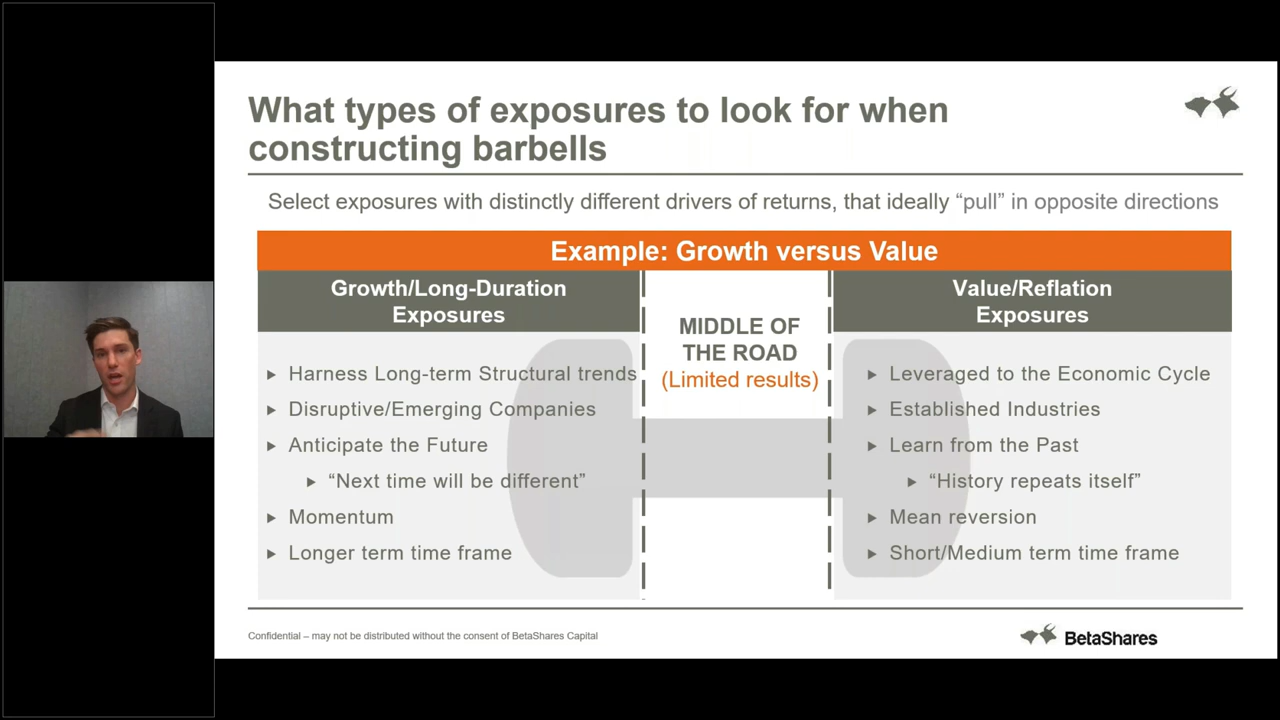 What types of exposures to look for when
constructing barbells
Select exposures with distinctly different drivers of returns, that ideally “pull” in opposite directions
Example: Growth versus Value
Growth/Long-Duration
Exposures
Harness Long-term Structural trends
Disruptive/Emerging Companies
Anticipate the Future
“Next time will be different”
Momentum
Longer term time frame
MIDDLE OF
THE ROAD
(Limited results)
Value/Reflation
Exposures
Leveraged to the Economic Cycle
Established Industries
Learn from the Past
“History repeats itself”
Mean reversion
Short/Medium term time frame
Confidential – may not be distributed without the consent of BetaShares Capital
BetaShares